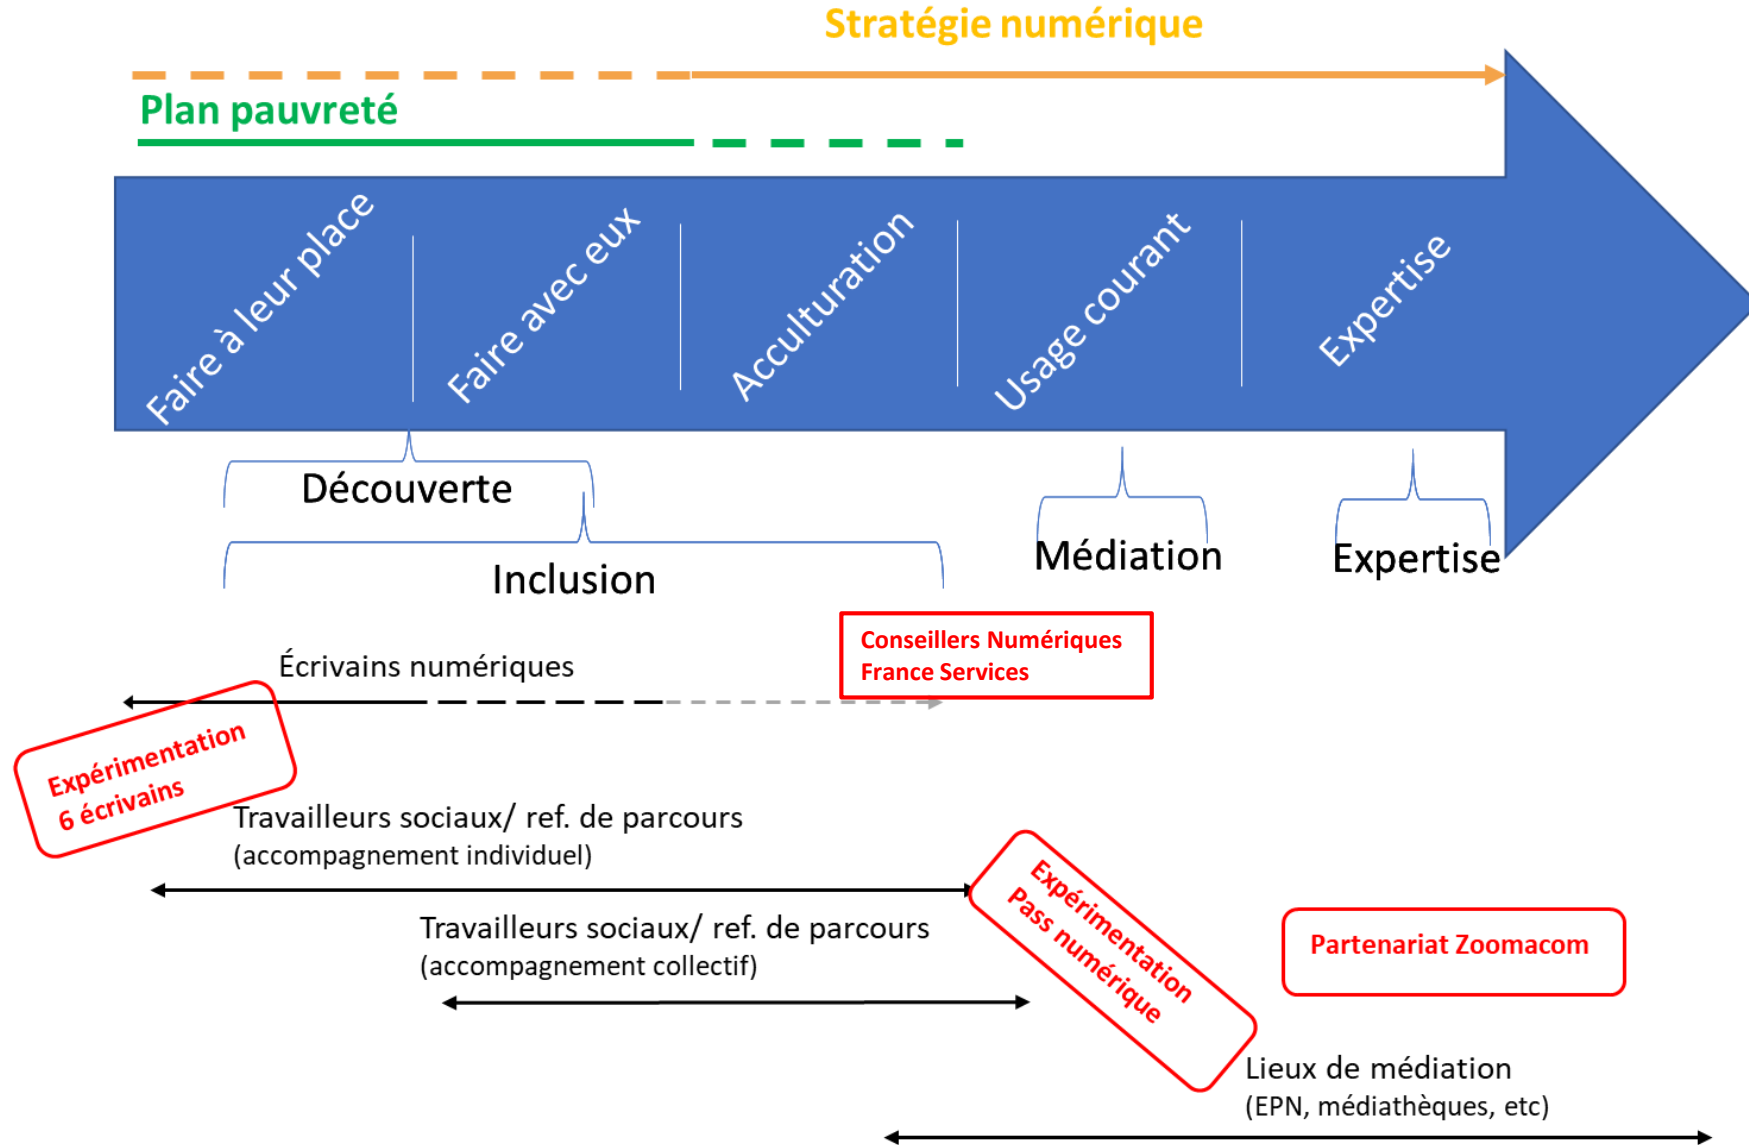 Stratégie numérique
Plan pauvreté
Faire à leur place
Faire avec eux
Acculturation
Usage courant
Expertise
Découverte
Inclusion
Médiation
Expertise
Conseillers Numériques
France Services
Écrivains numériques
Expérimentation
6 écrivains
Travailleurs sociaux/ ref. de parcours
(accompagnement individuel)
Travailleurs sociaux/ ref. de parcours
(accompagnement collectif)
Expérimentation
Pass numérique
Partenariat Zoomacom
Lieux de médiation
(EPN, médiathèques, etc)